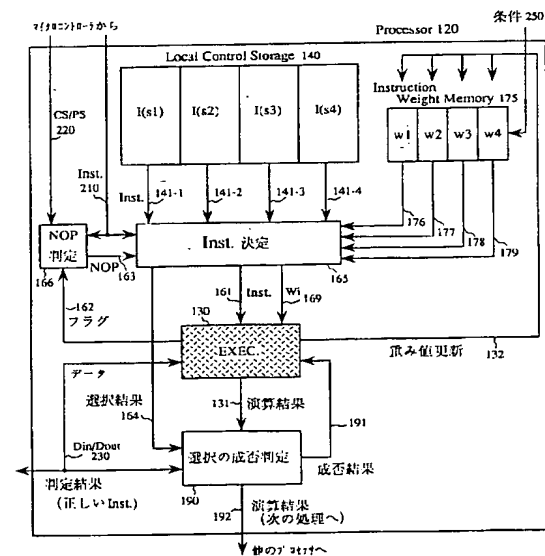 マイクロコントローラから
条件 250
Processor 120
Local Control Storage 140
CS/PS
220
I(s1)
I(s2)
I(s3)
I(s4)
Instruction
Weight Memory 175
w1
w2
w3
w4
Inst.
210
Inst.
141-1
141-2
141-3
141-4
176
177
178
179
NOP
判定
166
NOP
163
Inst. 決定
165
162
フラグ
161
Inst.
Wi
169
130
EXEC.
重み値更新
132
データ
選択結果
164
131
演算結果
191
Din/Dout
230
選択の成否判定
190
成否結果
判定結果
(正しい Inst.)
192
演算結果
(次の処理へ)
他のプロセッサへ